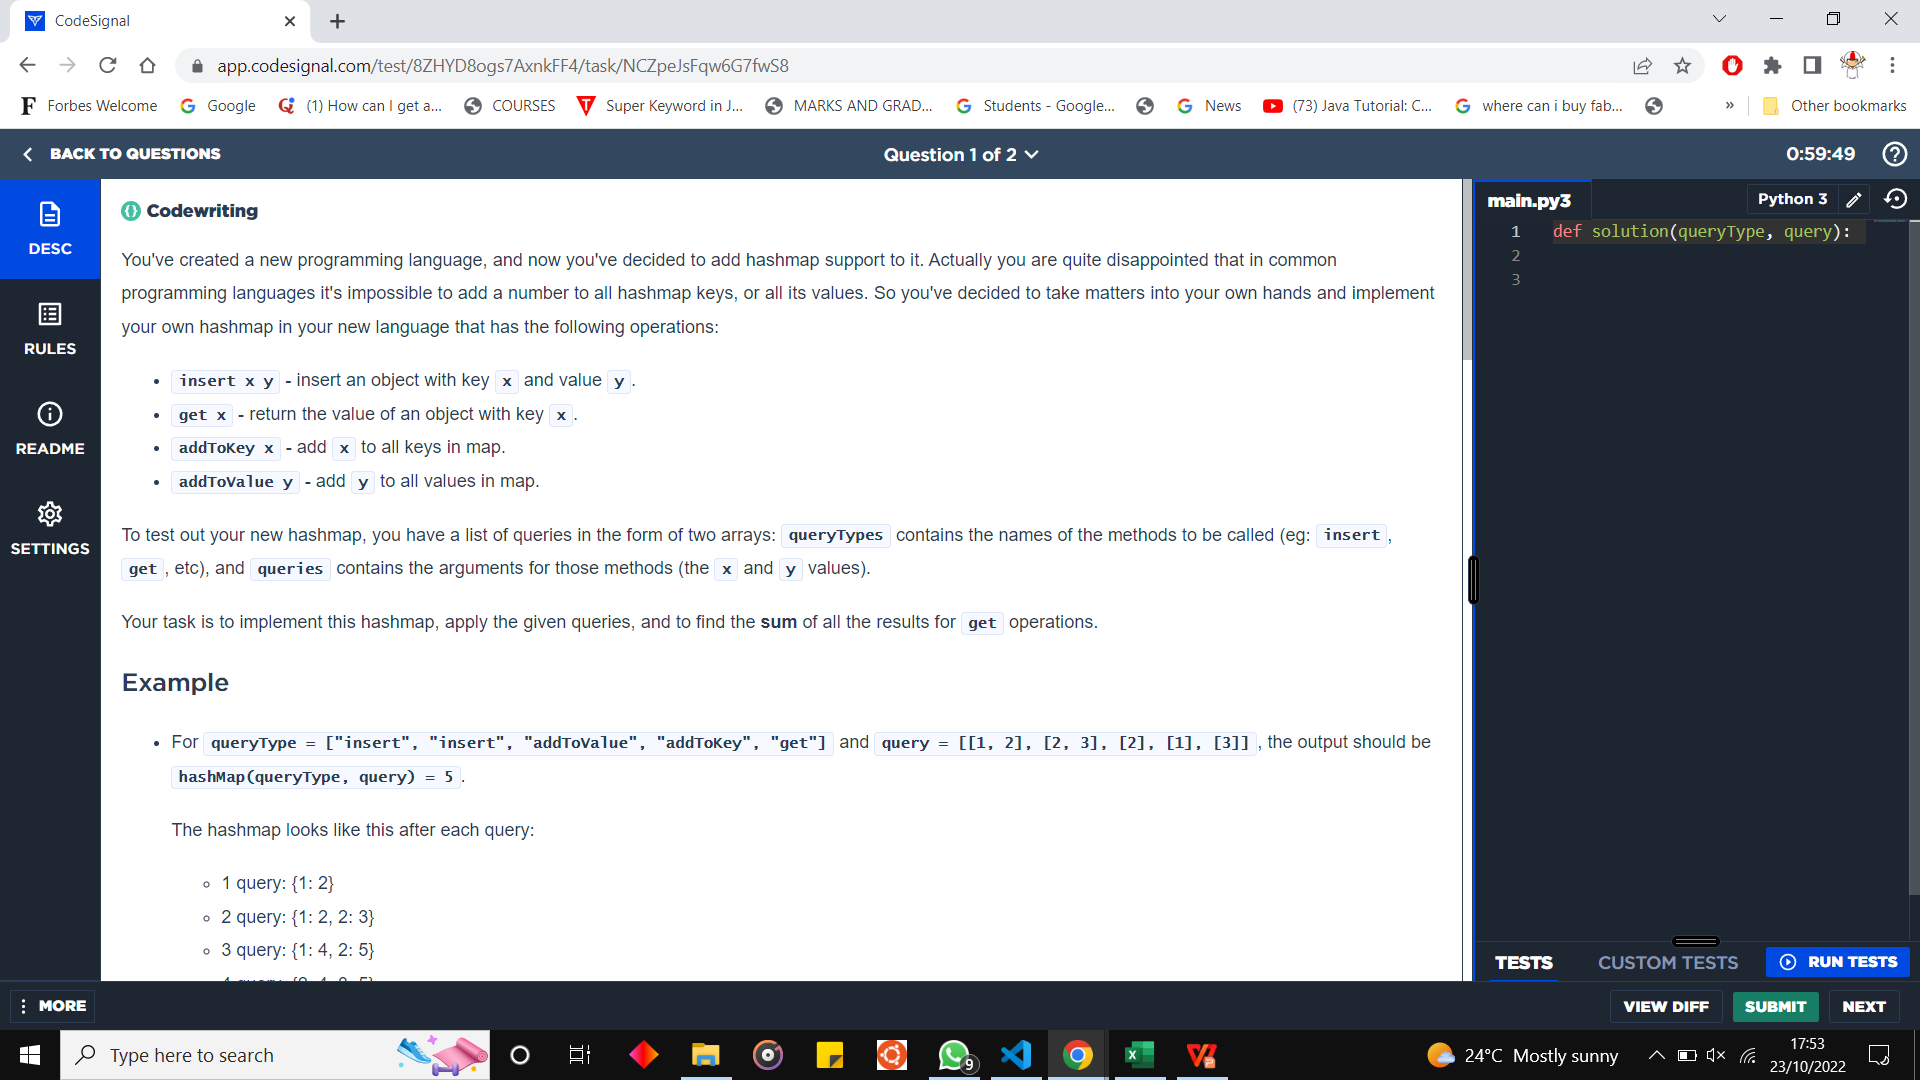 CodeSignal
app.codesignal.com/test/8ZHYD8ogs7AxnkFF4/task/NCZpeJsFqw6G7fwS8
Forbes Welcome Google (1) How can I get a... COURSES Super Keyword in J... MARKS AND GRAD... Students - Google... News (73) Java Tutorial: C... where can i buy fab... » Other bookmarks
BACK TO QUESTIONS Question 1 of 2 0:59:49
DESC
RULES
README
SETTINGS
Codewriting
You've created a new programming language, and now you've decided to add hashmap support to it. Actually you are quite disappointed that in common
programming languages it's impossible to add a number to all hashmap keys, or all its values. So you've decided to take matters into your own hands and implement
your own hashmap in your new language that has the following operations:
• insert x y - insert an object with key x and value y.
• get x - return the value of an object with key x.
• addToKey x - add x to all keys in map.
• addToValue y - add y to all values in map.
To test out your new hashmap, you have a list of queries in the form of two arrays: queryTypes contains the names of the methods to be called (eg: insert,
get, etc), and queries contains the arguments for those methods (the x and y values).
Your task is to implement this hashmap, apply the given queries, and to find the sum of all the results for get operations.
Example
• For queryType = ["insert", "insert", "addToValue", "addToKey", "get"] and query = [[1, 2], [2, 3], [2], [1], [3]], the output should be
hashMap(queryType, query) = 5.
The hashmap looks like this after each query:
◦ 1 query: {1: 2}
◦ 2 query: {1: 2, 2: 3}
◦ 3 query: {1: 4, 2: 5}
main.py3 Python 3
1 def solution(queryType, query):
2
3
TESTS CUSTOM TESTS RUN TESTS
MORE VIEW DIFF SUBMIT NEXT
Type here to search 9 24°C Mostly sunny 17:53
23/10/2022